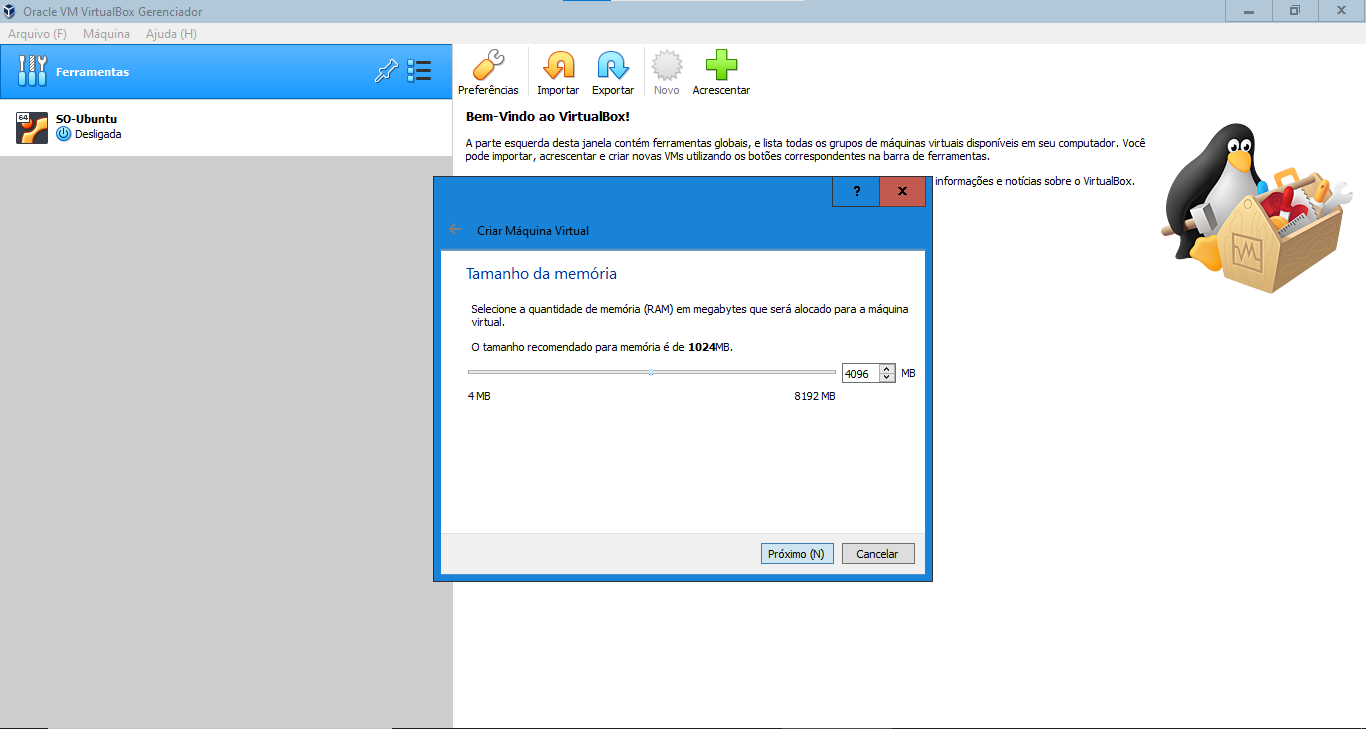 Oracle VM VirtualBox Gerenciador
Arquivo (F) Máquina Ajuda (H)
Ferramentas
Preferências Importar Exportar Novo Acrescentar
64
SO-Ubuntu
Desligada
Bem-Vindo ao VirtualBox!
A parte esquerda desta janela contém ferramentas globais, e lista todas os grupos de máquinas virtuais disponíveis em seu computador. Você
pode importar, acrescentar e criar novas VMs utilizando os botões correspondentes na barra de ferramentas.
informações e notícias sobre o VirtualBox.
? x
Criar Máquina Virtual
Tamanho da memória
Selecione a quantidade de memória (RAM) em megabytes que será alocado para a máquina
virtual.
O tamanho recomendado para memória é de 1024MB.
4096 MB
4 MB 8192 MB
Próximo (N) Cancelar